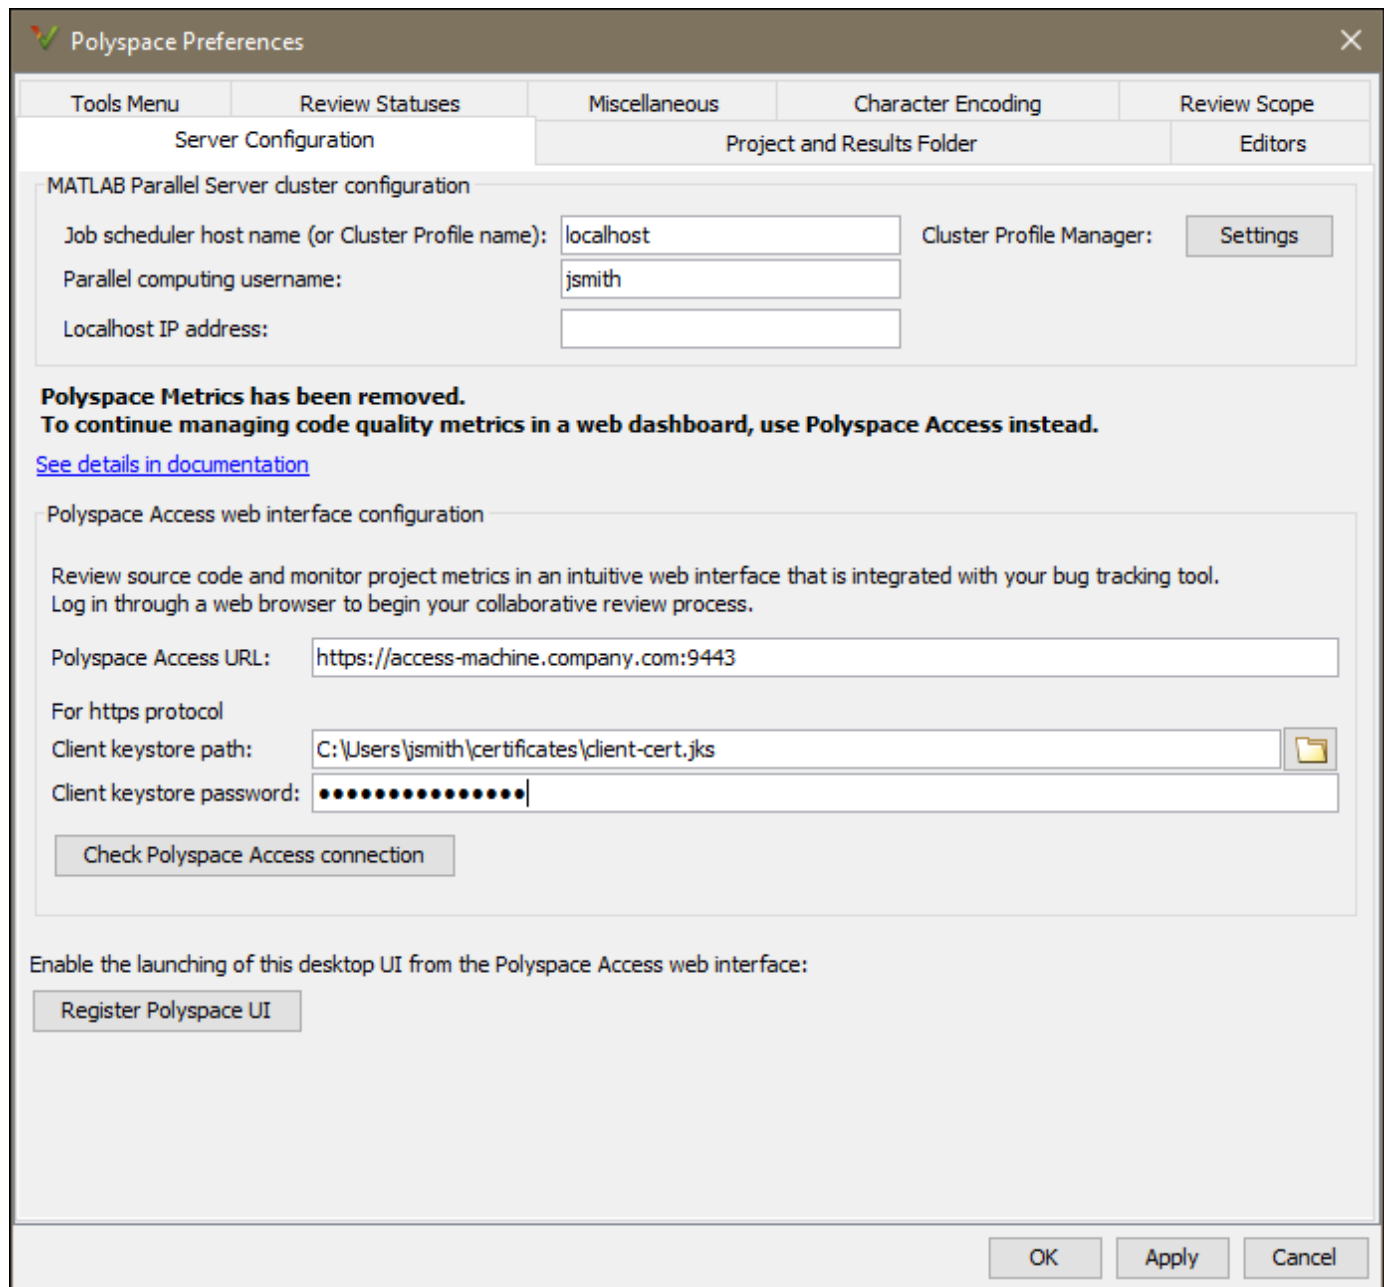 Polyspace Preferences
Tools Menu Review Statuses Miscellaneous Character Encoding Review Scope
Server Configuration Project and Results Folder Editors
MATLAB Parallel Server cluster configuration
Job scheduler host name (or Cluster Profile name): localhost Cluster Profile Manager: Settings
Parallel computing username: jsmith
Localhost IP address:
Polyspace Metrics has been removed.
To continue managing code quality metrics in a web dashboard, use Polyspace Access instead.
See details in documentation
Polyspace Access web interface configuration
Review source code and monitor project metrics in an intuitive web interface that is integrated with your bug tracking tool.
Log in through a web browser to begin your collaborative review process.
Polyspace Access URL: https://access-machine.company.com:9443
For https protocol
Client keystore path: C:\Users\jsmith\certificates\client-cert.jks
Client keystore password: •••••••••••••••
Check Polyspace Access connection
Enable the launching of this desktop UI from the Polyspace Access web interface:
Register Polyspace UI
OK Apply Cancel